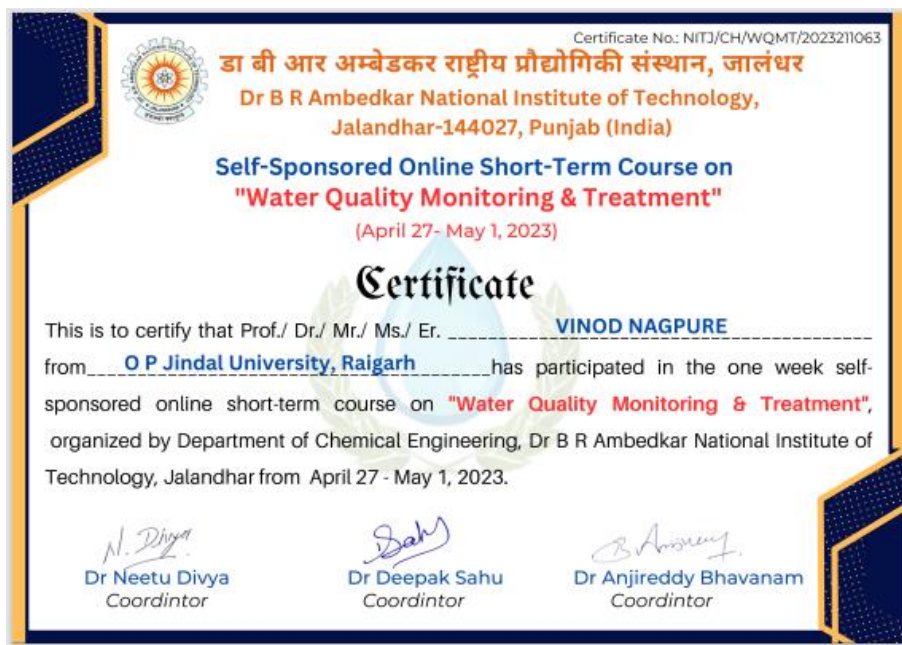 Certificate No.: NITJ/CH/WQMT/2023211063
डा बी आर अम्बेडकर राष्ट्रीय प्रौद्योगिकी संस्थान, जालंधर
Dr B R Ambedkar National Institute of Technology,
Jalandhar-144027, Punjab (India)
Self-Sponsored Online Short-Term Course on
"Water Quality Monitoring & Treatment"
(April 27- May 1, 2023)
Certificate
This is to certify that Prof./ Dr./ Mr./ Ms./ Er. VINOD NAGPURE
from O P Jindal University, Raigarh has participated in the one week self-
sponsored online short-term course on "Water Quality Monitoring & Treatment",
organized by Department of Chemical Engineering, Dr B R Ambedkar National Institute of
Technology, Jalandhar from April 27 - May 1, 2023.
N. Divya
Sahu
Dr Neetu Divya Dr Deepak Sahu Dr Anjireddy Bhavanam
Coordintor Coordintor Coordintor